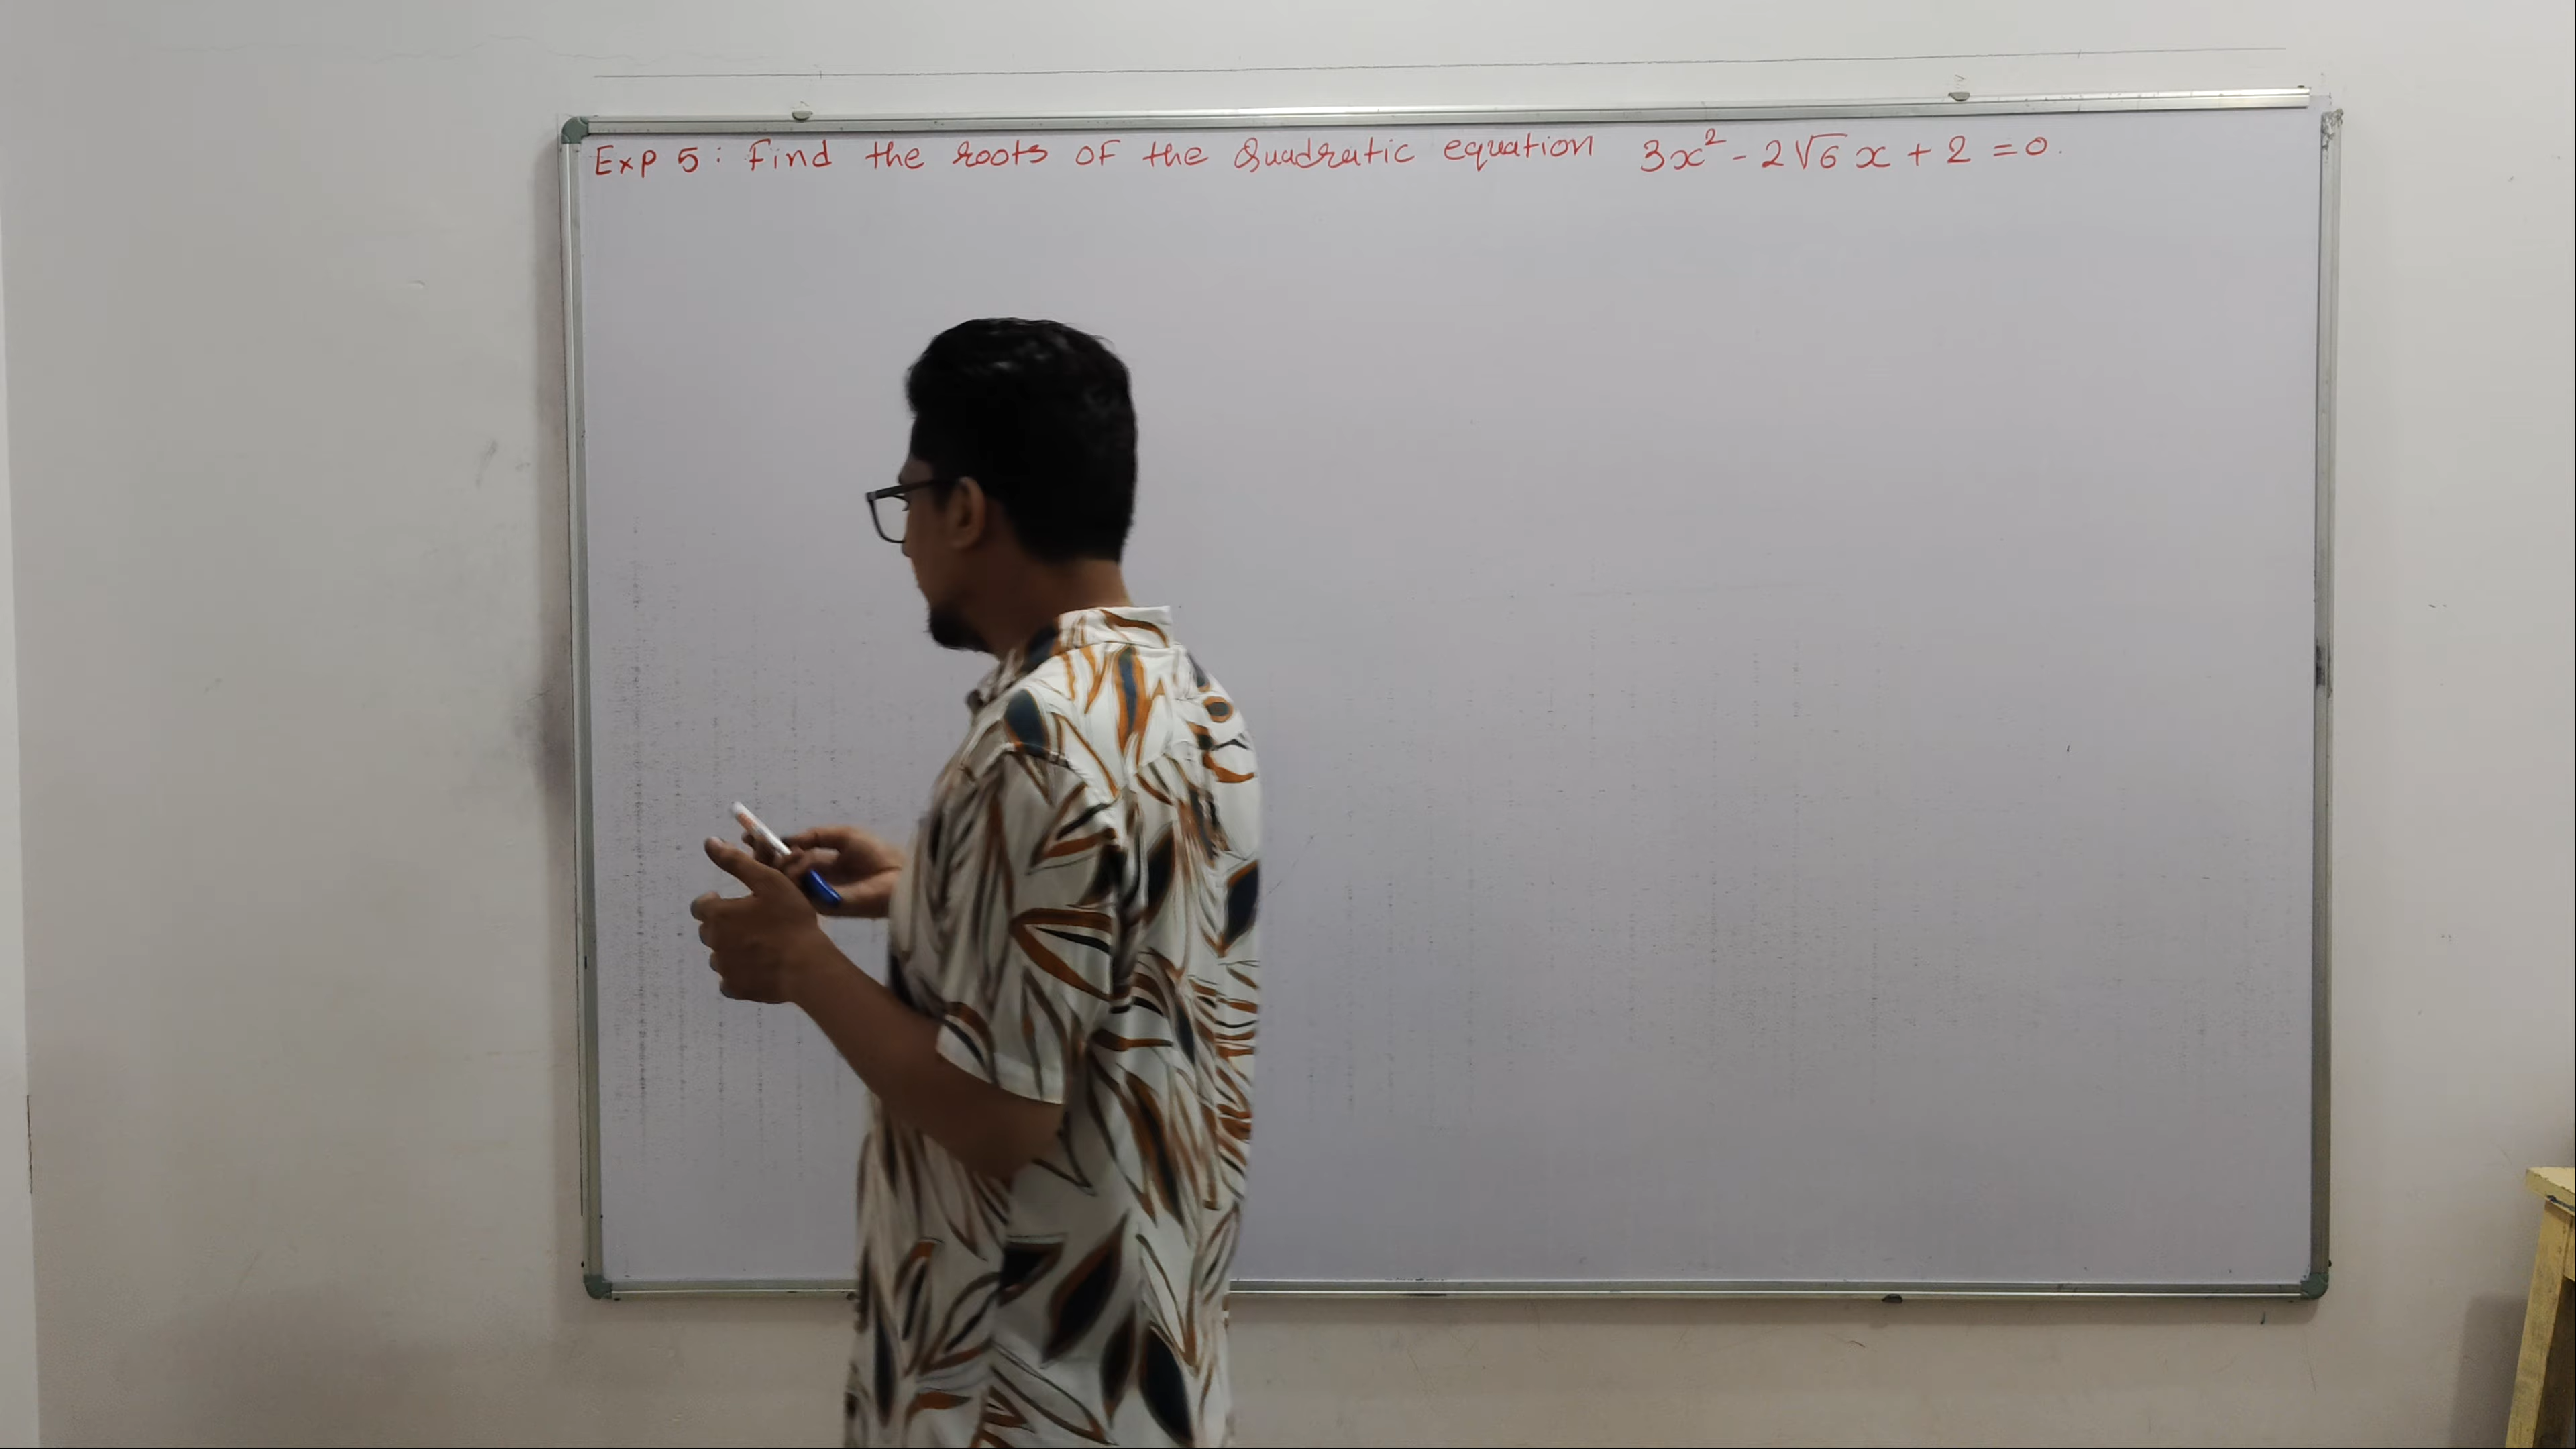 Exp 5: Find the roots of the Quadratic equation 3x² - 2√6 x + 2 = 0.